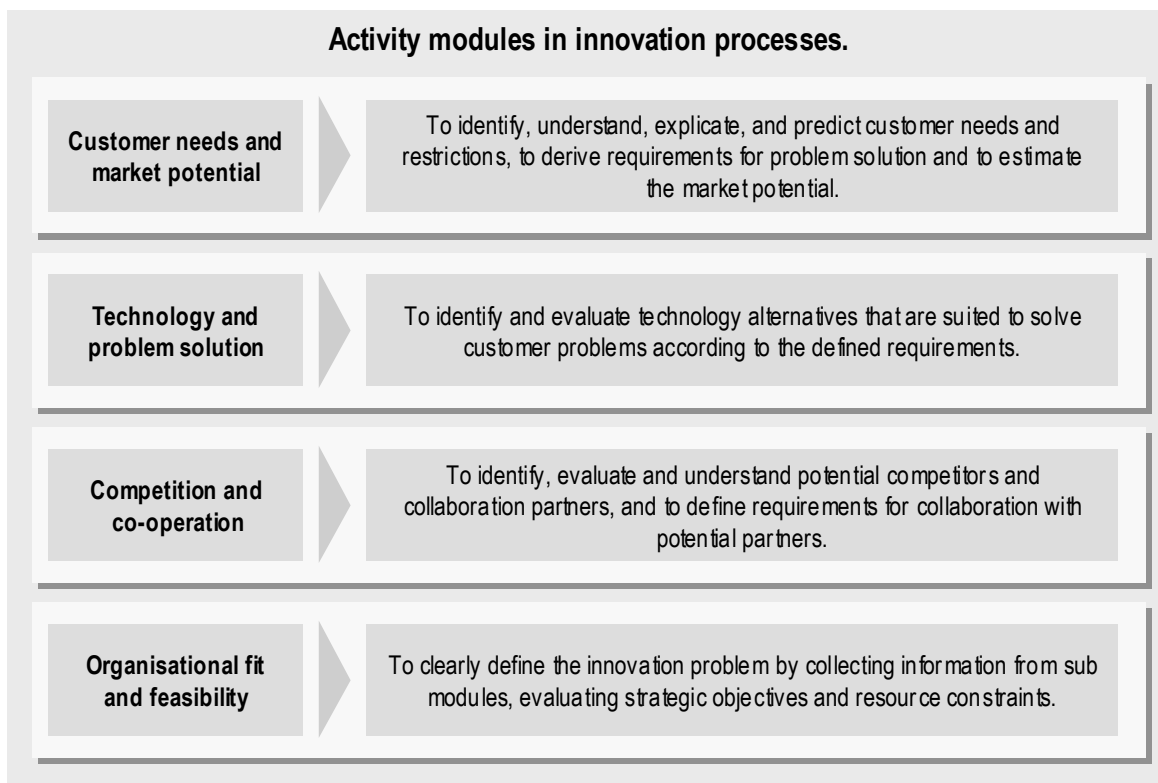 Activity modules in innovation processes.
Customer needs and
market potential
To identify, understand, explicate, and predict customer needs and
restrictions, to derive requirements for problem solution and to estimate
the market potential.
Technology and
problem solution
To identify and evaluate technology alternatives that are suited to solve
customer problems according to the defined requirements.
Competition and
co-operation
To identify, evaluate and understand potential competitors and
collaboration partners, and to define requirements for collaboration with
potential partners.
Organisational fit
and feasibility
To clearly define the innovation problem by collecting information from sub
modules, evaluating strategic objectives and resource constraints.